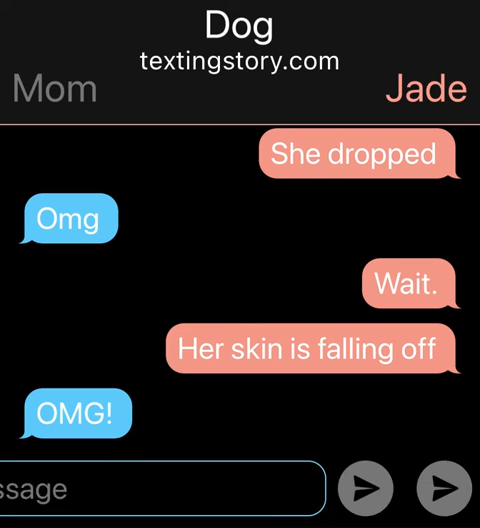 Dog
textingstory.com
Mom
Jade
She dropped
Omg
Wait.
Her skin is falling off
OMG!
ssage